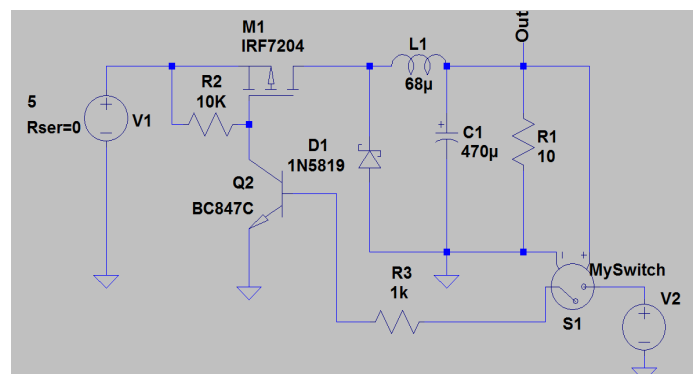 M1
IRF7204
Out
L1
68µ
R2
10K
5
Rser=0
V1
+
C1
470µ
R1
10
D1
1N5819
Q2
BC847C
R3
1k
MySwitch
S1
V2